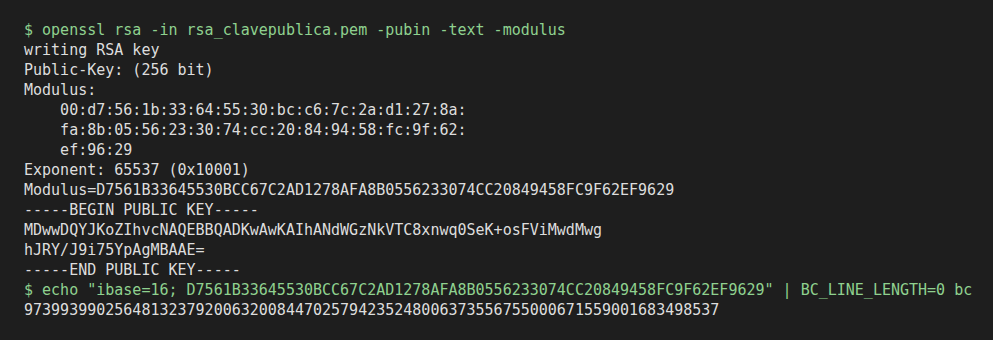 $ openssl rsa -in rsa_clavepublica.pem -pubin -text -modulus
writing RSA key
Public-Key: (256 bit)
Modulus:
00:d7:56:1b:33:64:55:30:bc:c6:7c:2a:d1:27:8a:
fa:8b:05:56:23:30:74:cc:20:84:94:58:fc:9f:62:
ef:96:29
Exponent: 65537 (0x10001)
Modulus=D7561B33645530BCC67C2AD1278AFA8B0556233074CC20849458FC9F62EF9629
-----BEGIN PUBLIC KEY-----
MDwwDQYJKoZIhvcNAQEBBQADKwAwKAIhANdWGzNkVTC8xnwq0SeK+osFViMwdMwg
hJRY/J9i75YpAgMBAAE=
-----END PUBLIC KEY-----
$ echo "ibase=16; D7561B33645530BCC67C2AD1278AFA8B0556233074CC20849458FC9F62EF9629" | BC_LINE_LENGTH=0 bc
97399399025648132379200632008447025794235248006373556755000671559001683498537